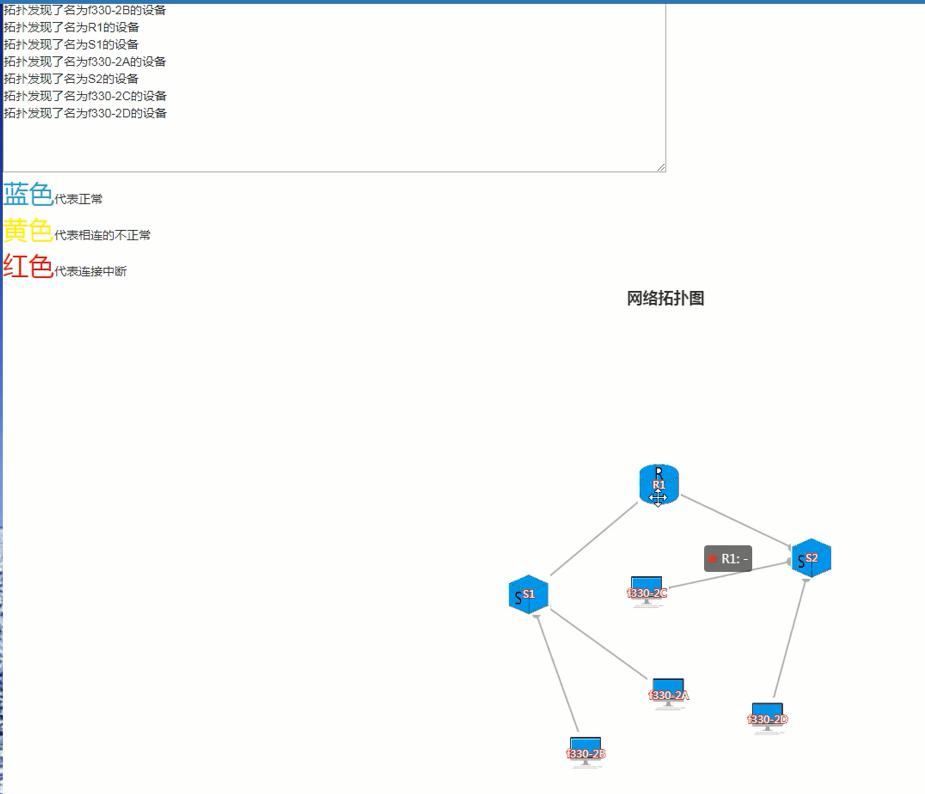 拓扑发现了名为f330-2B的设备
拓扑发现了名为R1的设备
拓扑发现了名为S1的设备
拓扑发现了名为f330-2A的设备
拓扑发现了名为S2的设备
拓扑发现了名为f330-2C的设备
拓扑发现了名为f330-2D的设备
蓝色代表正常
黄色代表相连的不正常
红色代表连接中断
网络拓扑图
R
R1
R1: -
S S2
f330-2C
S S1
f330-2A
f330-2D
f330-2B